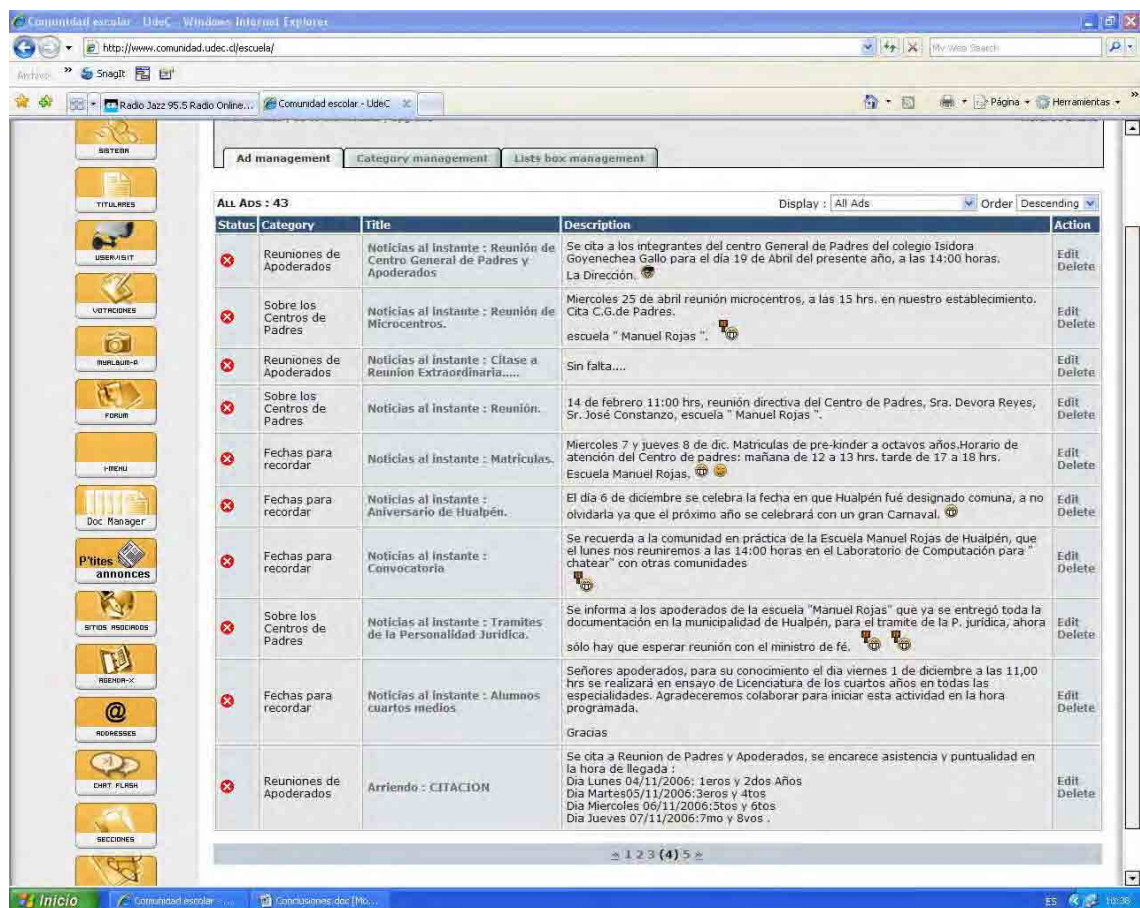 Comunidad escolar - UdeC - Windows Internet Explorer
http://www.comunidad.udec.cl/escuela/
My Web Search
Archivo
»
SnagIt
Radio Jazz 95.5 Radio Online...
Comunidad escolar - UdeC
Página
Herramientas
»
SISTEMA
TITULARES
USERVISIT
VOTACIONES
MYALBUM-P
FORUM
I-MENU
Doc Manager
P'tites
annonces
SITIOS ASOCIADOS
AGENDA-X
@
ADDRESSES
CHAT FLASH
SECCIONES
Ad management
Category management
Lists box management
ALL ADS : 43
Display : All Ads
Order Descending
Status Category Title Description Action
Reuniones de
Apoderados
Noticias al instante : Reunión de
Centro General de Padres y
Apoderados
Se cita a los integrantes del centro General de Padres del colegio Isidora
Goyenechea Gallo para el día 19 de Abril del presente año, a las 14:00 horas.
La Dirección.
Edit
Delete
Sobre los
Centros de
Padres
Noticias al instante : Reunión de
Microcentros.
Miercoles 25 de abril reunión microcentros, a las 15 hrs. en nuestro establecimiento.
Cita C.G.de Padres.
escuela " Manuel Rojas ".
Edit
Delete
Reuniones de
Apoderados
Noticias al instante : Citase a
Reunion Extraordinaria.....
Sin falta....
Edit
Delete
Sobre los
Centros de
Padres
Noticias al instante : Reunión.
14 de febrero 11:00 hrs, reunión directiva del Centro de Padres, Sra. Devora Reyes,
Sr. José Constanzo, escuela " Manuel Rojas ".
Edit
Delete
Fechas para
recordar
Noticias al instante : Matriculas.
Miercoles 7 y jueves 8 de dic. Matriculas de pre-kinder a octavos años.Horario de
atención del Centro de padres: mañana de 12 a 13 hrs. tarde de 17 a 18 hrs.
Escuela Manuel Rojas.
Edit
Delete
Fechas para
recordar
Noticias al instante :
Aniversario de Hualpén.
El día 6 de diciembre se celebra la fecha en que Hualpén fué designado comuna, a no
olvidarla ya que el próximo año se celebrará con un gran Carnaval.
Edit
Delete
Fechas para
recordar
Noticias al instante :
Convocatoria
Se recuerda a la comunidad en práctica de la Escuela Manuel Rojas de Hualpén, que
el lunes nos reuniremos a las 14:00 horas en el Laboratorio de Computación para "
chatear" con otras comunidades
Edit
Delete
Sobre los
Centros de
Padres
Noticias al instante : Tramites
de la Personalidad Jurídica.
Se informa a los apoderados de la escuela "Manuel Rojas" que ya se entregó toda la
documentación en la municipalidad de Hualpén, para el tramite de la P. jurídica, ahora
sólo hay que esperar reunión con el ministro de fé.
Edit
Delete
Fechas para
recordar
Noticias al instante : Alumnos
cuartos medios
Señores apoderados, para su conocimiento el dia viernes 1 de diciembre a las 11,00
hrs se realizará en ensayo de Licenciatura de los cuartos años en todas las
especialidades. Agradeceremos colaborar para iniciar esta actividad en la hora
programada.
Gracias
Edit
Delete
Reuniones de
Apoderados
Arriendo : CITACION
Se cita a Reunion de Padres y Apoderados, se encarece asistencia y puntualidad en
la hora de llegada :
Dia Lunes 04/11/2006: 1eros y 2dos Años
Dia Martes05/11/2006:3eros y 4tos
Dia Miercoles 06/11/2006:5tos y 6tos
Dia Jueves 07/11/2006:7mo y 8vos .
Edit
Delete
« 1 2 3 (4) 5 »
Inicio
Comunidad escolar - ...
Conclusiones.doc [Mo...
ES
10:38